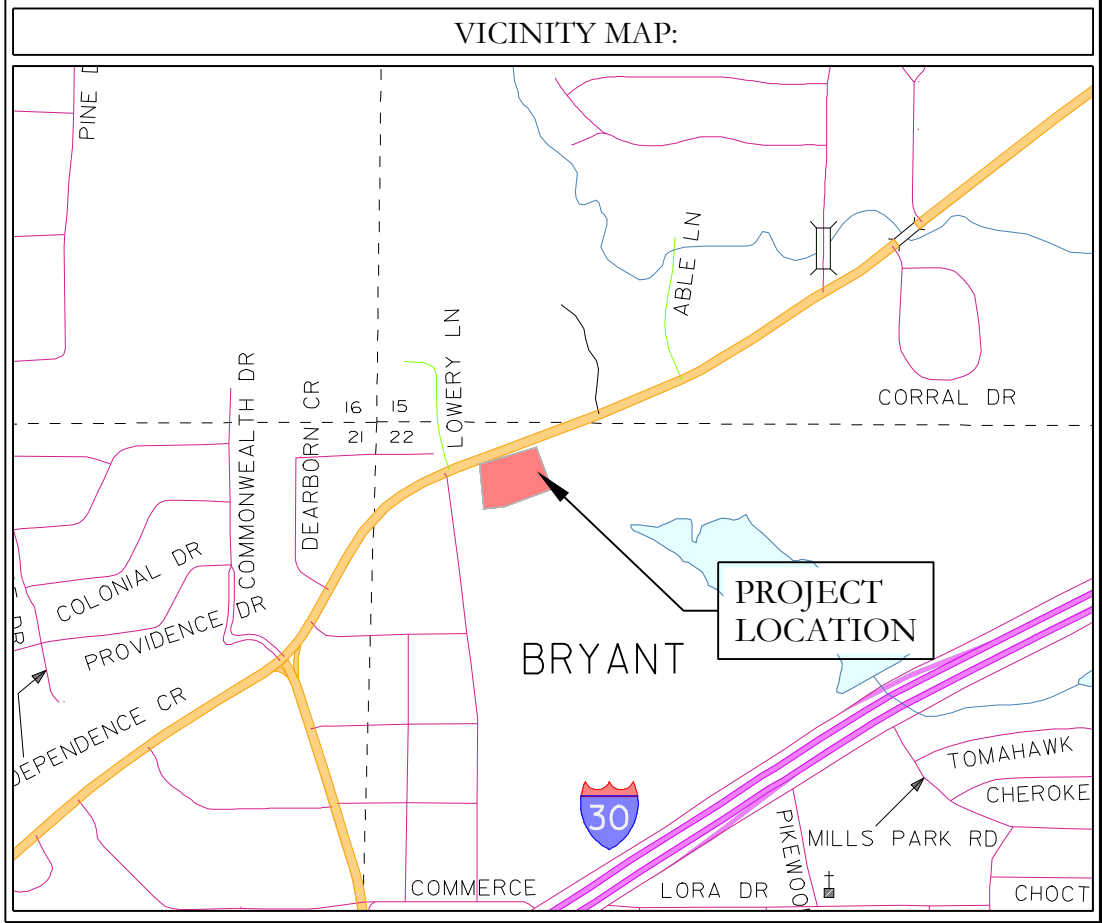 VICINITY MAP:
PINE D
ABLE LN
LOWERY LN
COMMONWEALTH DR
DEARBORN CR
16 15
21 22
CORRAL DR
COLONIAL DR
PROVIDENCE DR
DR
DEPENDENCE CR
PROJECT
LOCATION
BRYANT
30
TOMAHAWK
CHEROKE
MILLS PARK RD
PIKEWOO
COMMERCE
LORA DR
CHOCT